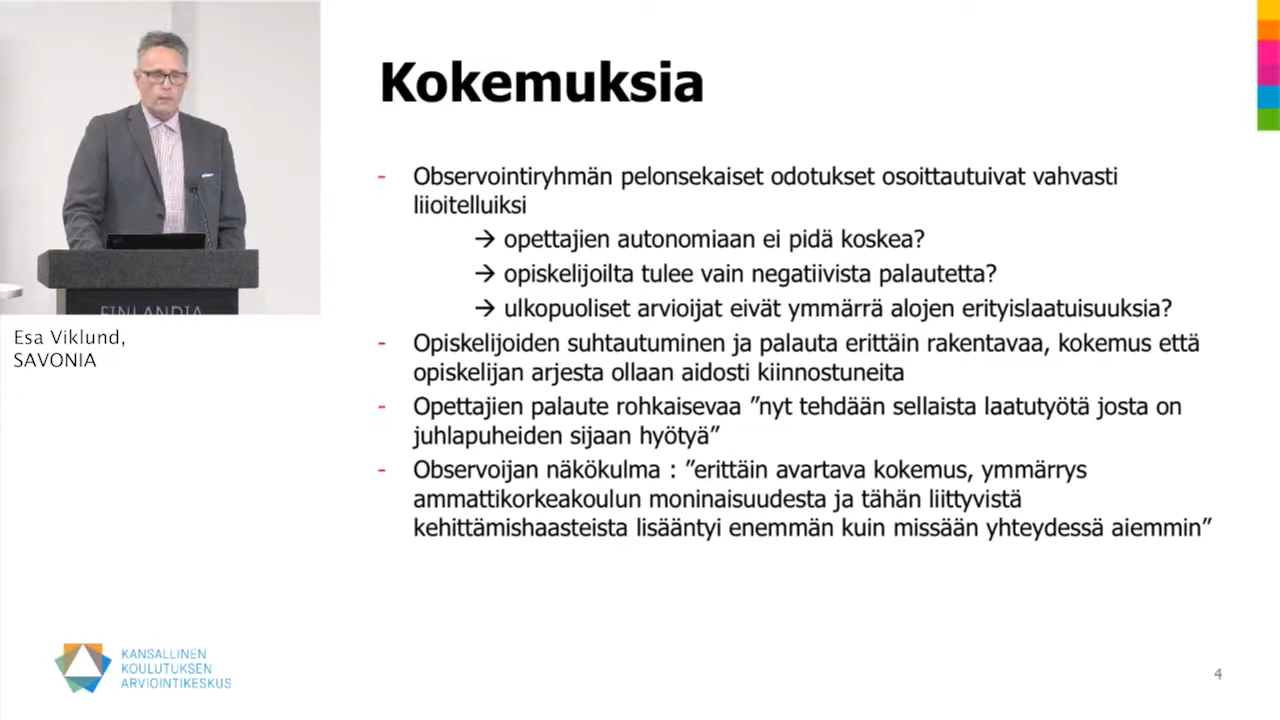 Kokemuksia
- Observointiryhmän pelonsekaiset odotukset osoittautuivat vahvasti
liioitelluiksi
→ opettajien autonomiaan ei pidä koskea?
→ opiskelijoilta tulee vain negatiivista palautetta?
→ ulkopuoliset arvioijat eivät ymmärrä alojen erityislaatuisuuksia?
- Opiskelijoiden suhtautuminen ja palauta erittäin rakentavaa, kokemus että
opiskelijan arjesta ollaan aidosti kiinnostuneita
- Opettajien palaute rohkaisevaa ”nyt tehdään sellaista laatutyötä josta on
juhlapuheiden sijaan hyötyä”
- Observoijan näkökulma : ”erittäin avartava kokemus, ymmärrys
ammattikorkeakoulun moninaisuudesta ja tähän liittyvistä
kehittämishaasteista lisääntyi enemmän kuin missään yhteydessä aiemmin”
FINLANDIA
Esa Viklund,
SAVONIA
KANSALLINEN
KOULUTUKSEN
ARVIOINTIKESKUS
4